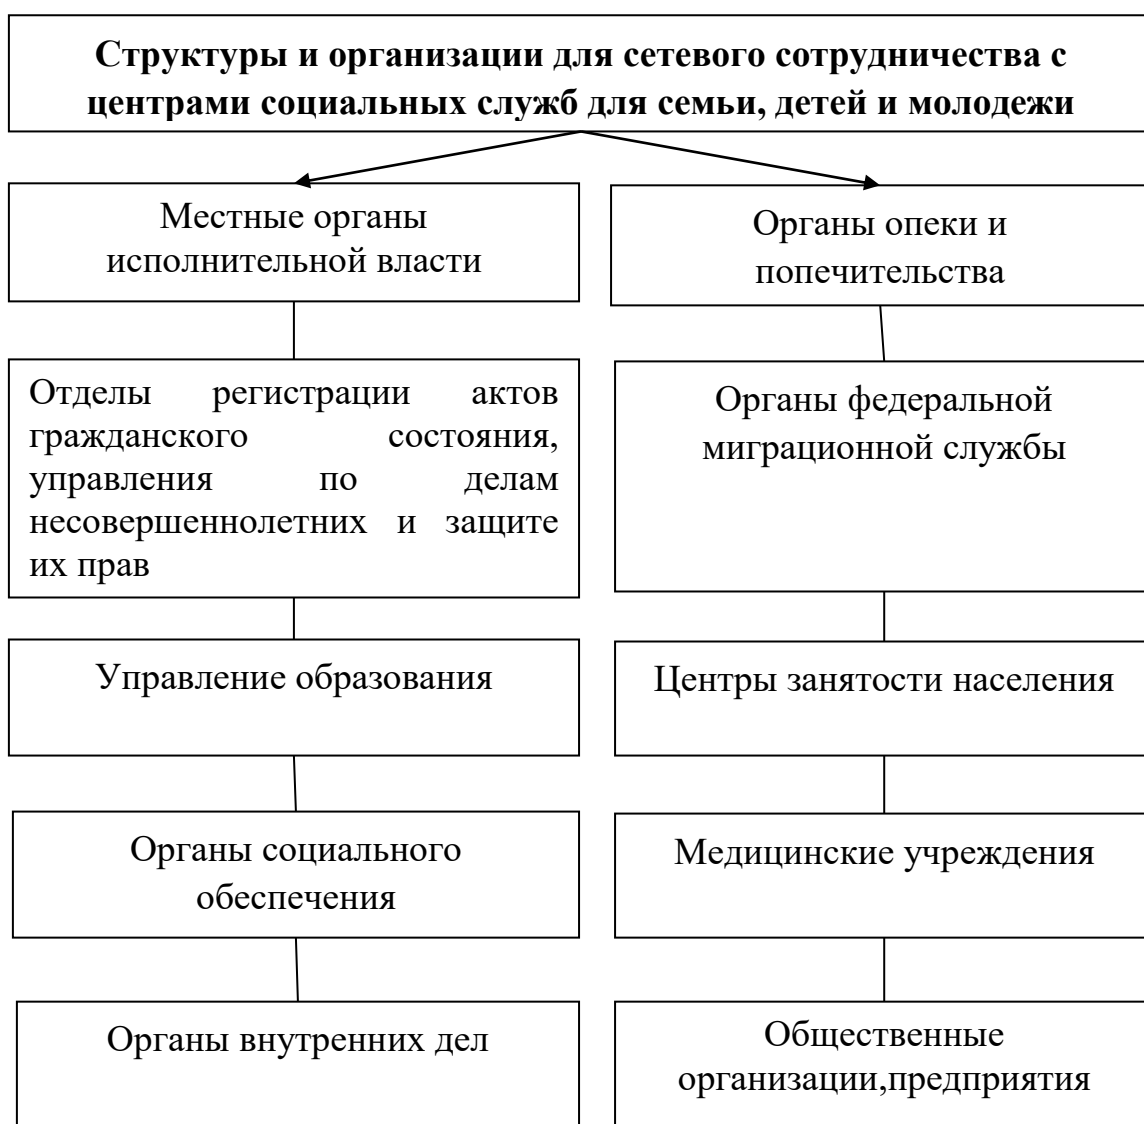 Структуры и организации для сетевого сотрудничества с
центрами социальных служб для семьи, детей и молодежи
Местные органы
исполнительной власти
Органы опеки и
попечительства
Отделы регистрации актов
гражданского состояния,
управления по делам
несовершеннолетних и защите
их прав
Органы федеральной
миграционной службы
Управление образования
Центры занятости населения
Органы социального
обеспечения
Медицинские учреждения
Органы внутренних дел
Общественные
организации,предприятия